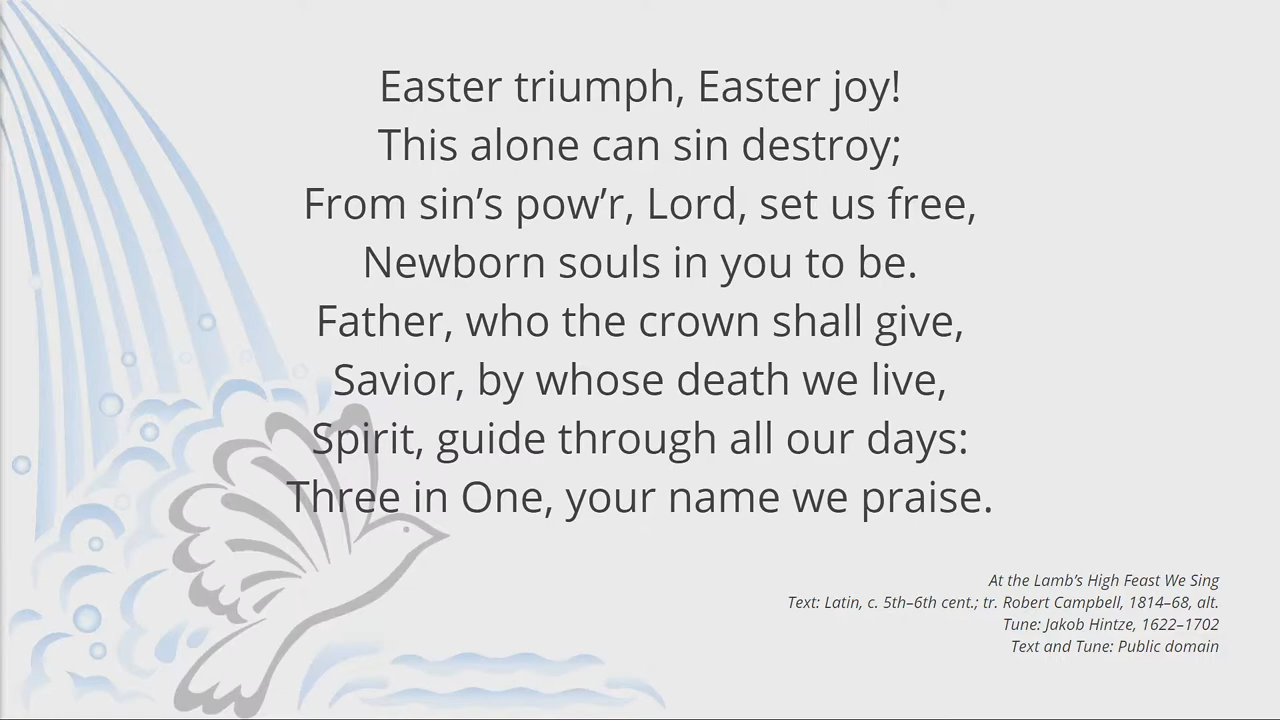 Easter triumph, Easter joy!
This alone can sin destroy;
From sin’s pow’r, Lord, set us free,
Newborn souls in you to be.
Father, who the crown shall give,
Savior, by whose death we live,
Spirit, guide through all our days:
Three in One, your name we praise.
At the Lamb’s High Feast We Sing
Text: Latin, c. 5th–6th cent.; tr. Robert Campbell, 1814–68, alt.
Tune: Jakob Hintze, 1622–1702
Text and Tune: Public domain